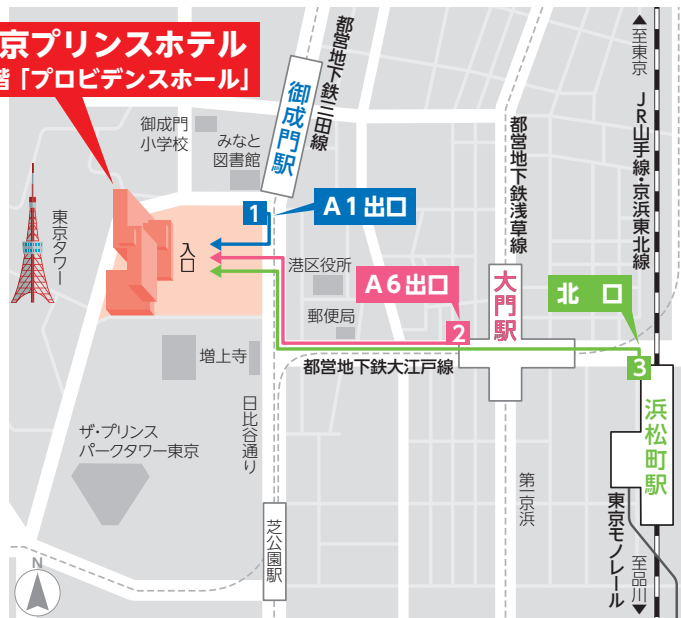 京プリンスホテル
階「プロビデンスホール」
御成門
小学校
みなと
図書館
御成門駅
都営地下鉄三田線
都営地下鉄浅草線
▲至東京
JR山手線・京浜東北線
1
A1出口
東京タワー
入口
港区役所
郵便局
A6出口
2
大門駅
北 口
3
浜松町駅
増上寺
都営地下鉄大江戸線
日比谷通り
ザ・プリンス
パークタワー東京
芝公園駅
第一京浜
東京モノレール
至品川▼
N